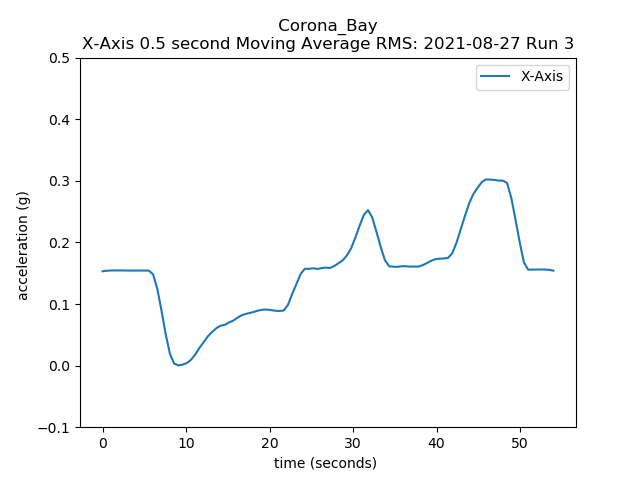 Corona_Bay
X-Axis 0.5 second Moving Average RMS: 2021-08-27 Run 3
X-Axis
acceleration (g)
0.5
0.4
0.3
0.2
0.1
0.0
−0.1
0 10 20 30 40 50
time (seconds)